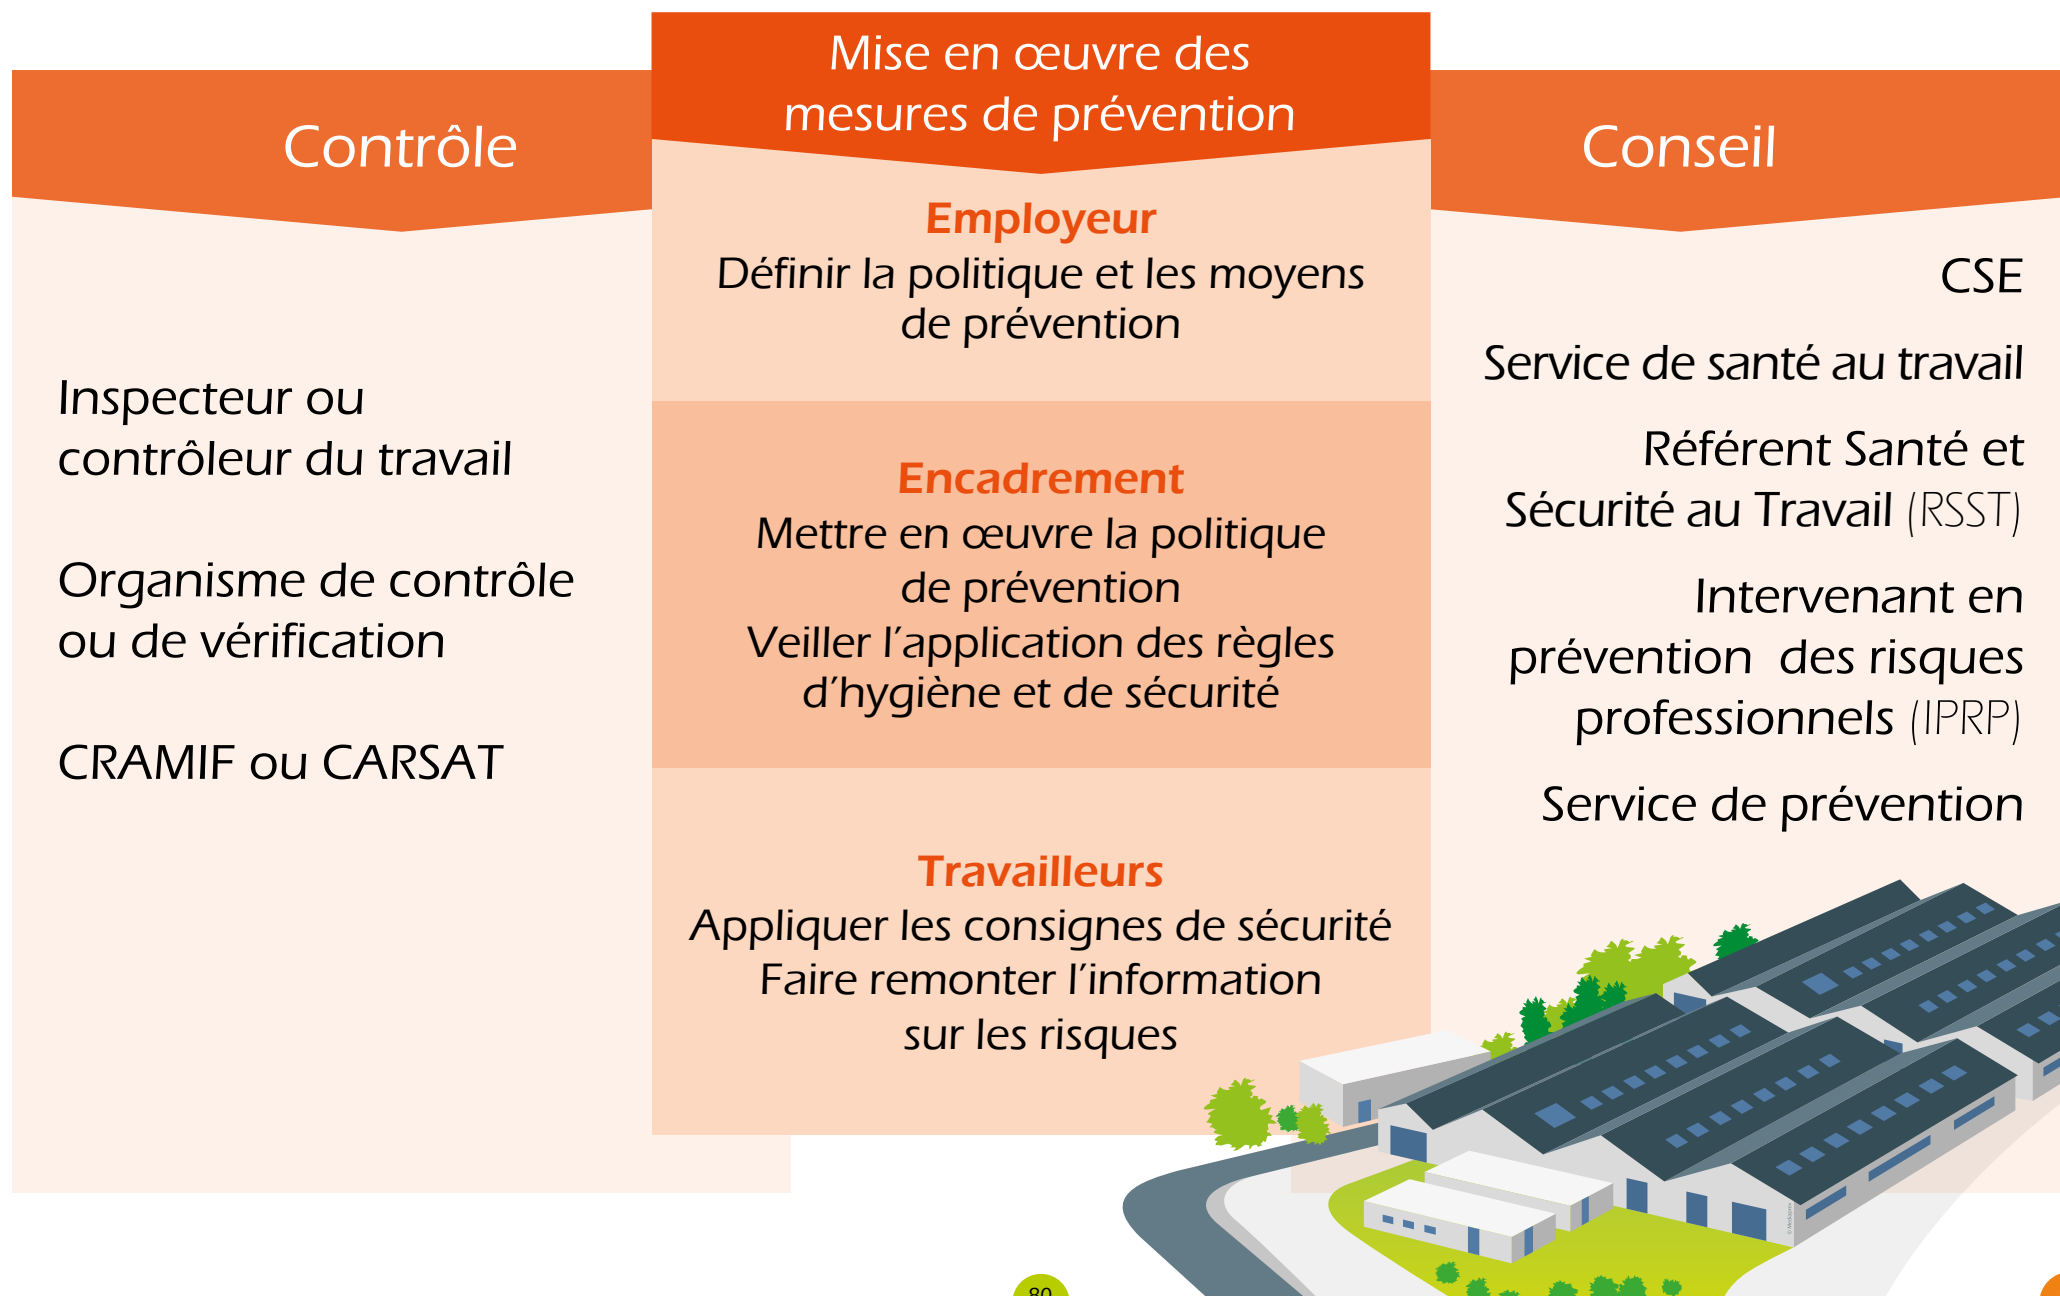 Contrôle
Inspecteur ou
contrôleur du travail
Organisme de contrôle
ou de vérification
CRAMIF ou CARSAT
Mise en œuvre des
mesures de prévention
Employeur
Définir la politique et les moyens
de prévention
Encadrement
Mettre en œuvre la politique
de prévention
Veiller l’application des règles
d’hygiène et de sécurité
Travailleurs
Appliquer les consignes de sécurité
Faire remonter l’information
sur les risques
Conseil
CSE
Service de santé au travail
Référent Santé et
Sécurité au Travail (RSST)
Intervenant en
prévention des risques
professionnels (IPRP)
Service de prévention
80